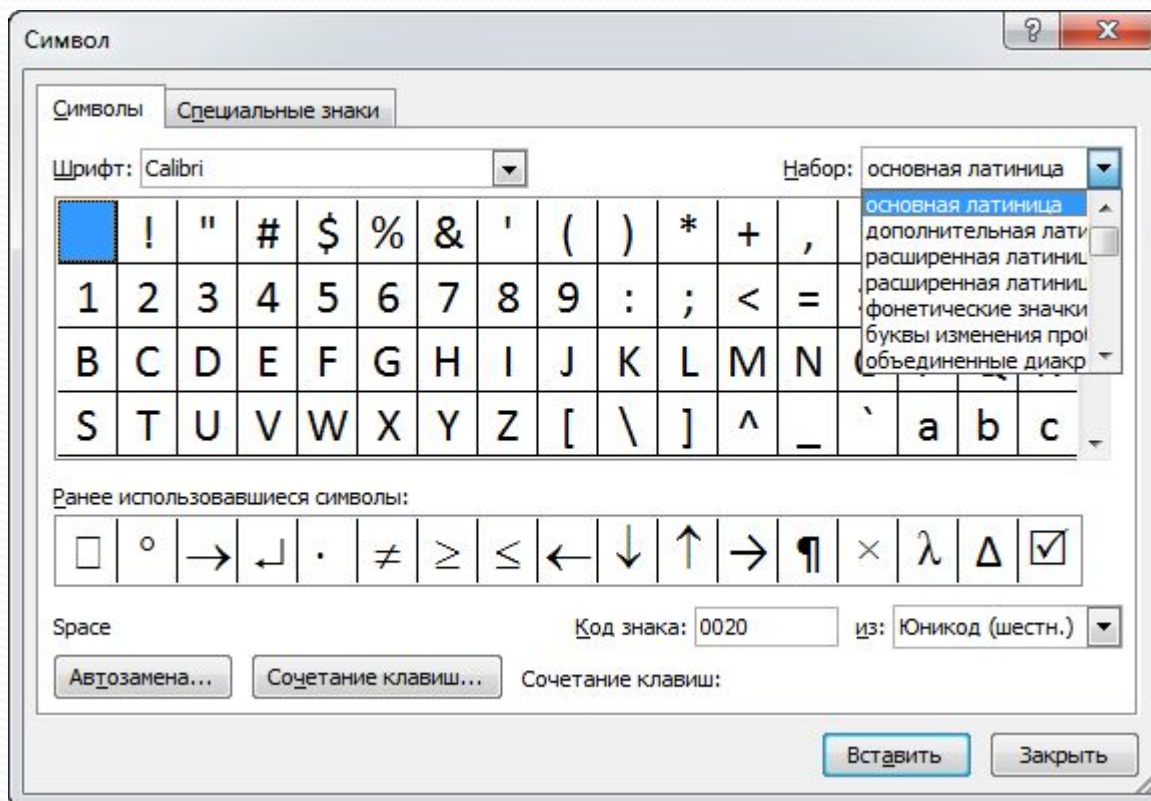 Символ
Символы Специальные знаки
Шрифт: Calibri Набор: основная латиница
основная латиница
дополнительная лати
расширенная латиниц
расширенная латиниц
фонетические значки
буквы изменения про
объединенные диакр
! " # $ % & ' ( ) * + ,
1 2 3 4 5 6 7 8 9 : ; < =
B C D E F G H I J K L M N
S T U V W X Y Z [ \ ] ^ _ ` a b c
Ранее использовавшиеся символы:
□ ° → ↵ · ≠ ≥ ≤ ← ↓ ↑ → ¶ × λ Δ ☑
Space Код знака: 0020 из: Юникод (шестн.)
Автозамена... Сочетание клавиш... Сочетание клавиш:
Вставить Закрыть